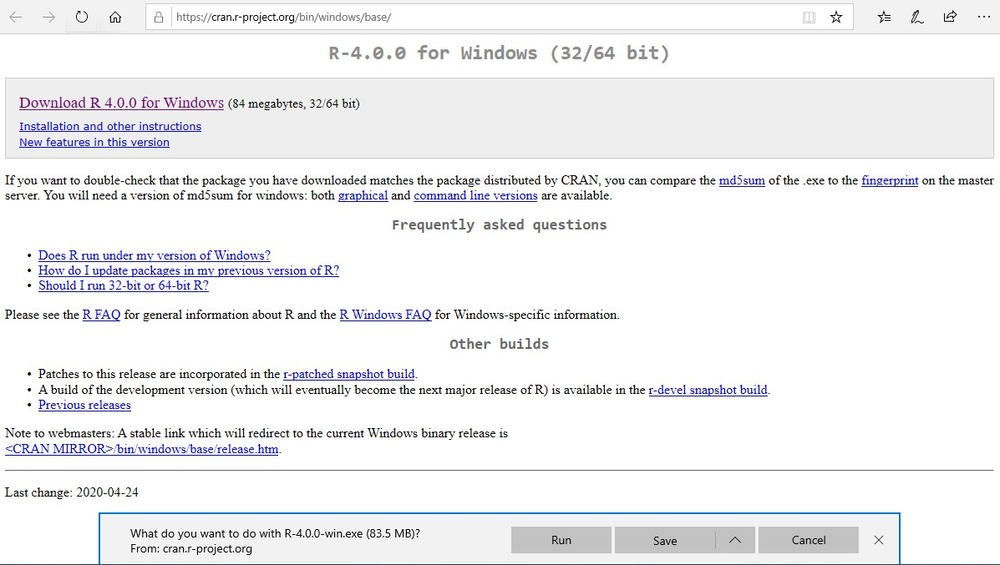 https://cran.r-project.org/bin/windows/base/
R-4.0.0 for Windows (32/64 bit)
Download R 4.0.0 for Windows (84 megabytes, 32/64 bit)
Installation and other instructions
New features in this version
If you want to double-check that the package you have downloaded matches the package distributed by CRAN, you can compare the md5sum of the .exe to the fingerprint on the master
server. You will need a version of md5sum for windows: both graphical and command line versions are available.
Frequently asked questions
• Does R run under my version of Windows?
• How do I update packages in my previous version of R?
• Should I run 32-bit or 64-bit R?
Please see the R FAQ for general information about R and the R Windows FAQ for Windows-specific information.
Other builds
• Patches to this release are incorporated in the r-patched snapshot build.
• A build of the development version (which will eventually become the next major release of R) is available in the r-devel snapshot build.
• Previous releases
Note to webmasters: A stable link which will redirect to the current Windows binary release is
<CRAN MIRROR>/bin/windows/base/release.htm.
Last change: 2020-04-24
What do you want to do with R-4.0.0-win.exe (83.5 MB)?
From: cran.r-project.org
Run
Save
Cancel